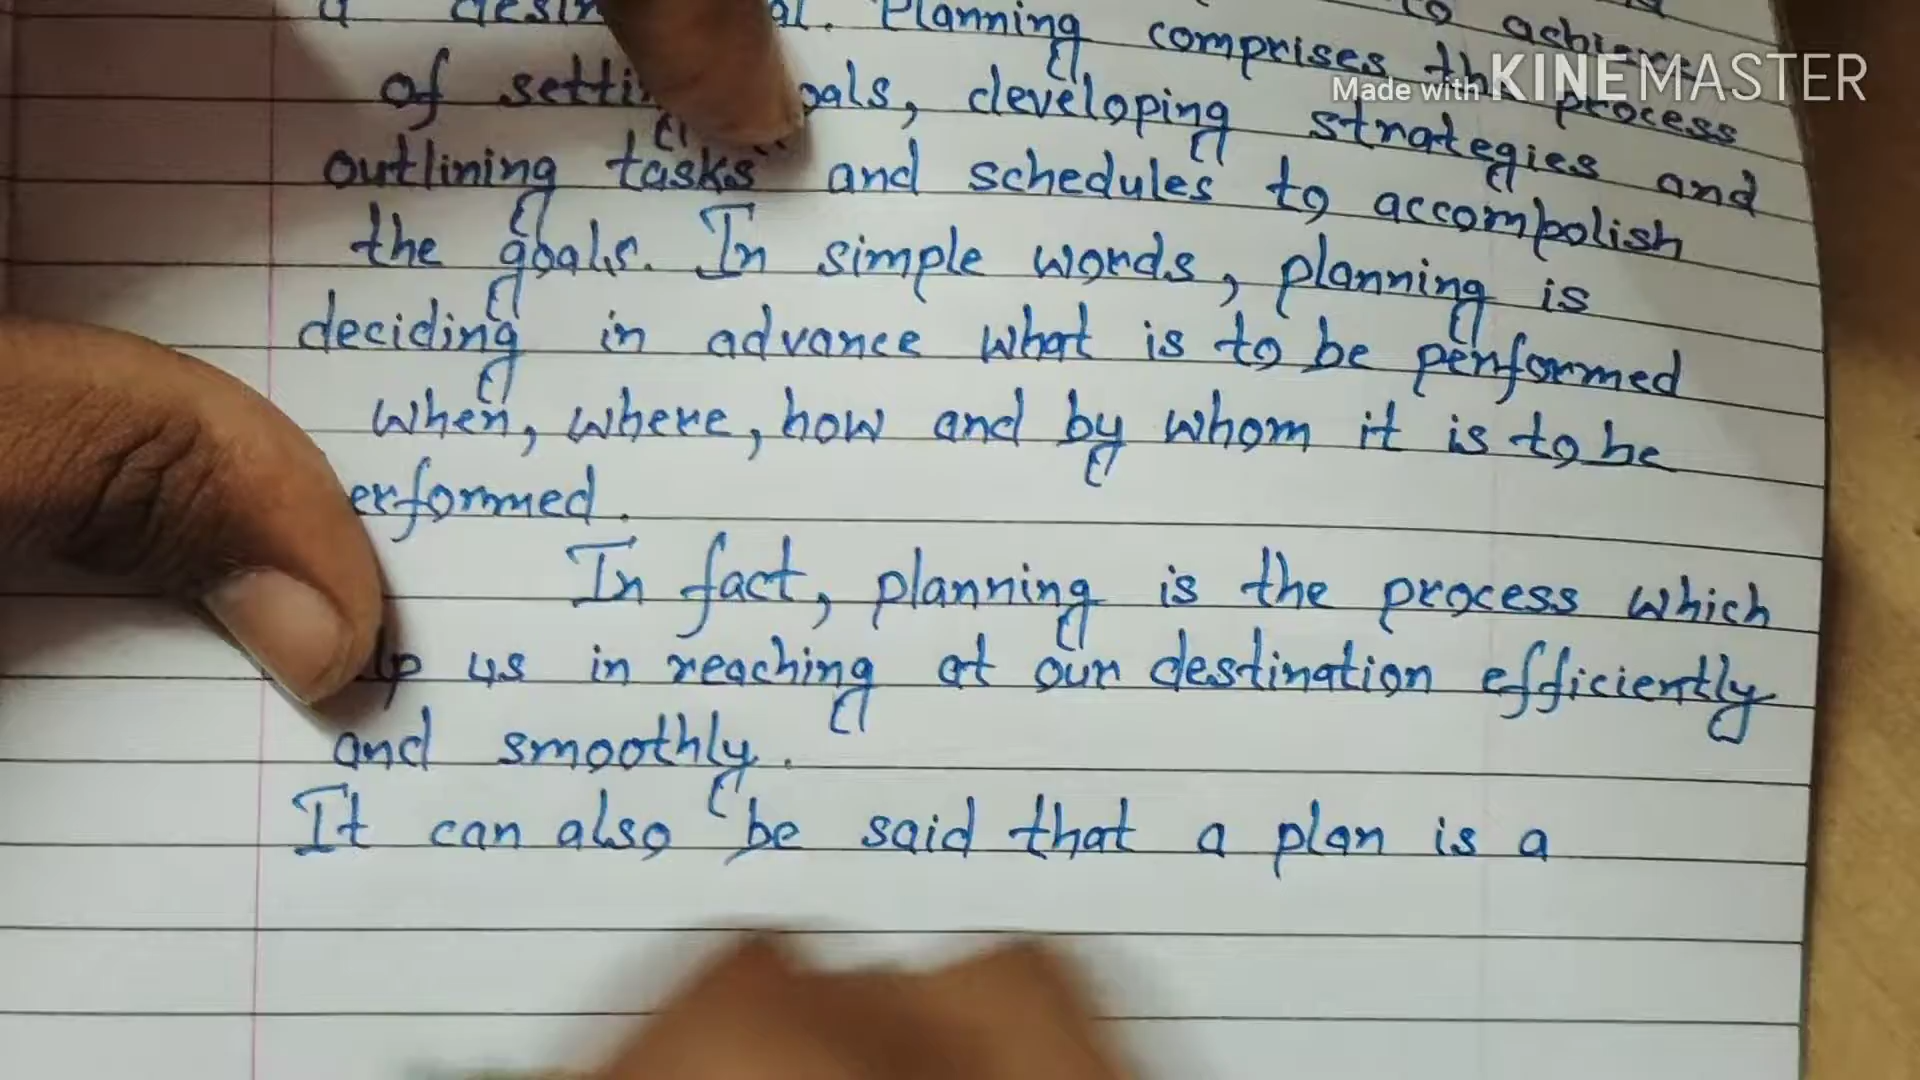 Planning comprises the process
of goals, developing strategies and
outlining tasks and schedules to accompolish
the goals. In simple words, planning is
deciding in advance what is to be performed
when, where, how and by whom it is to be
erformed.
In fact, planning is the process which
us in reaching at our destination efficiently
and smoothly.
It can also be said that a plan is a
Made with KINEMASTER